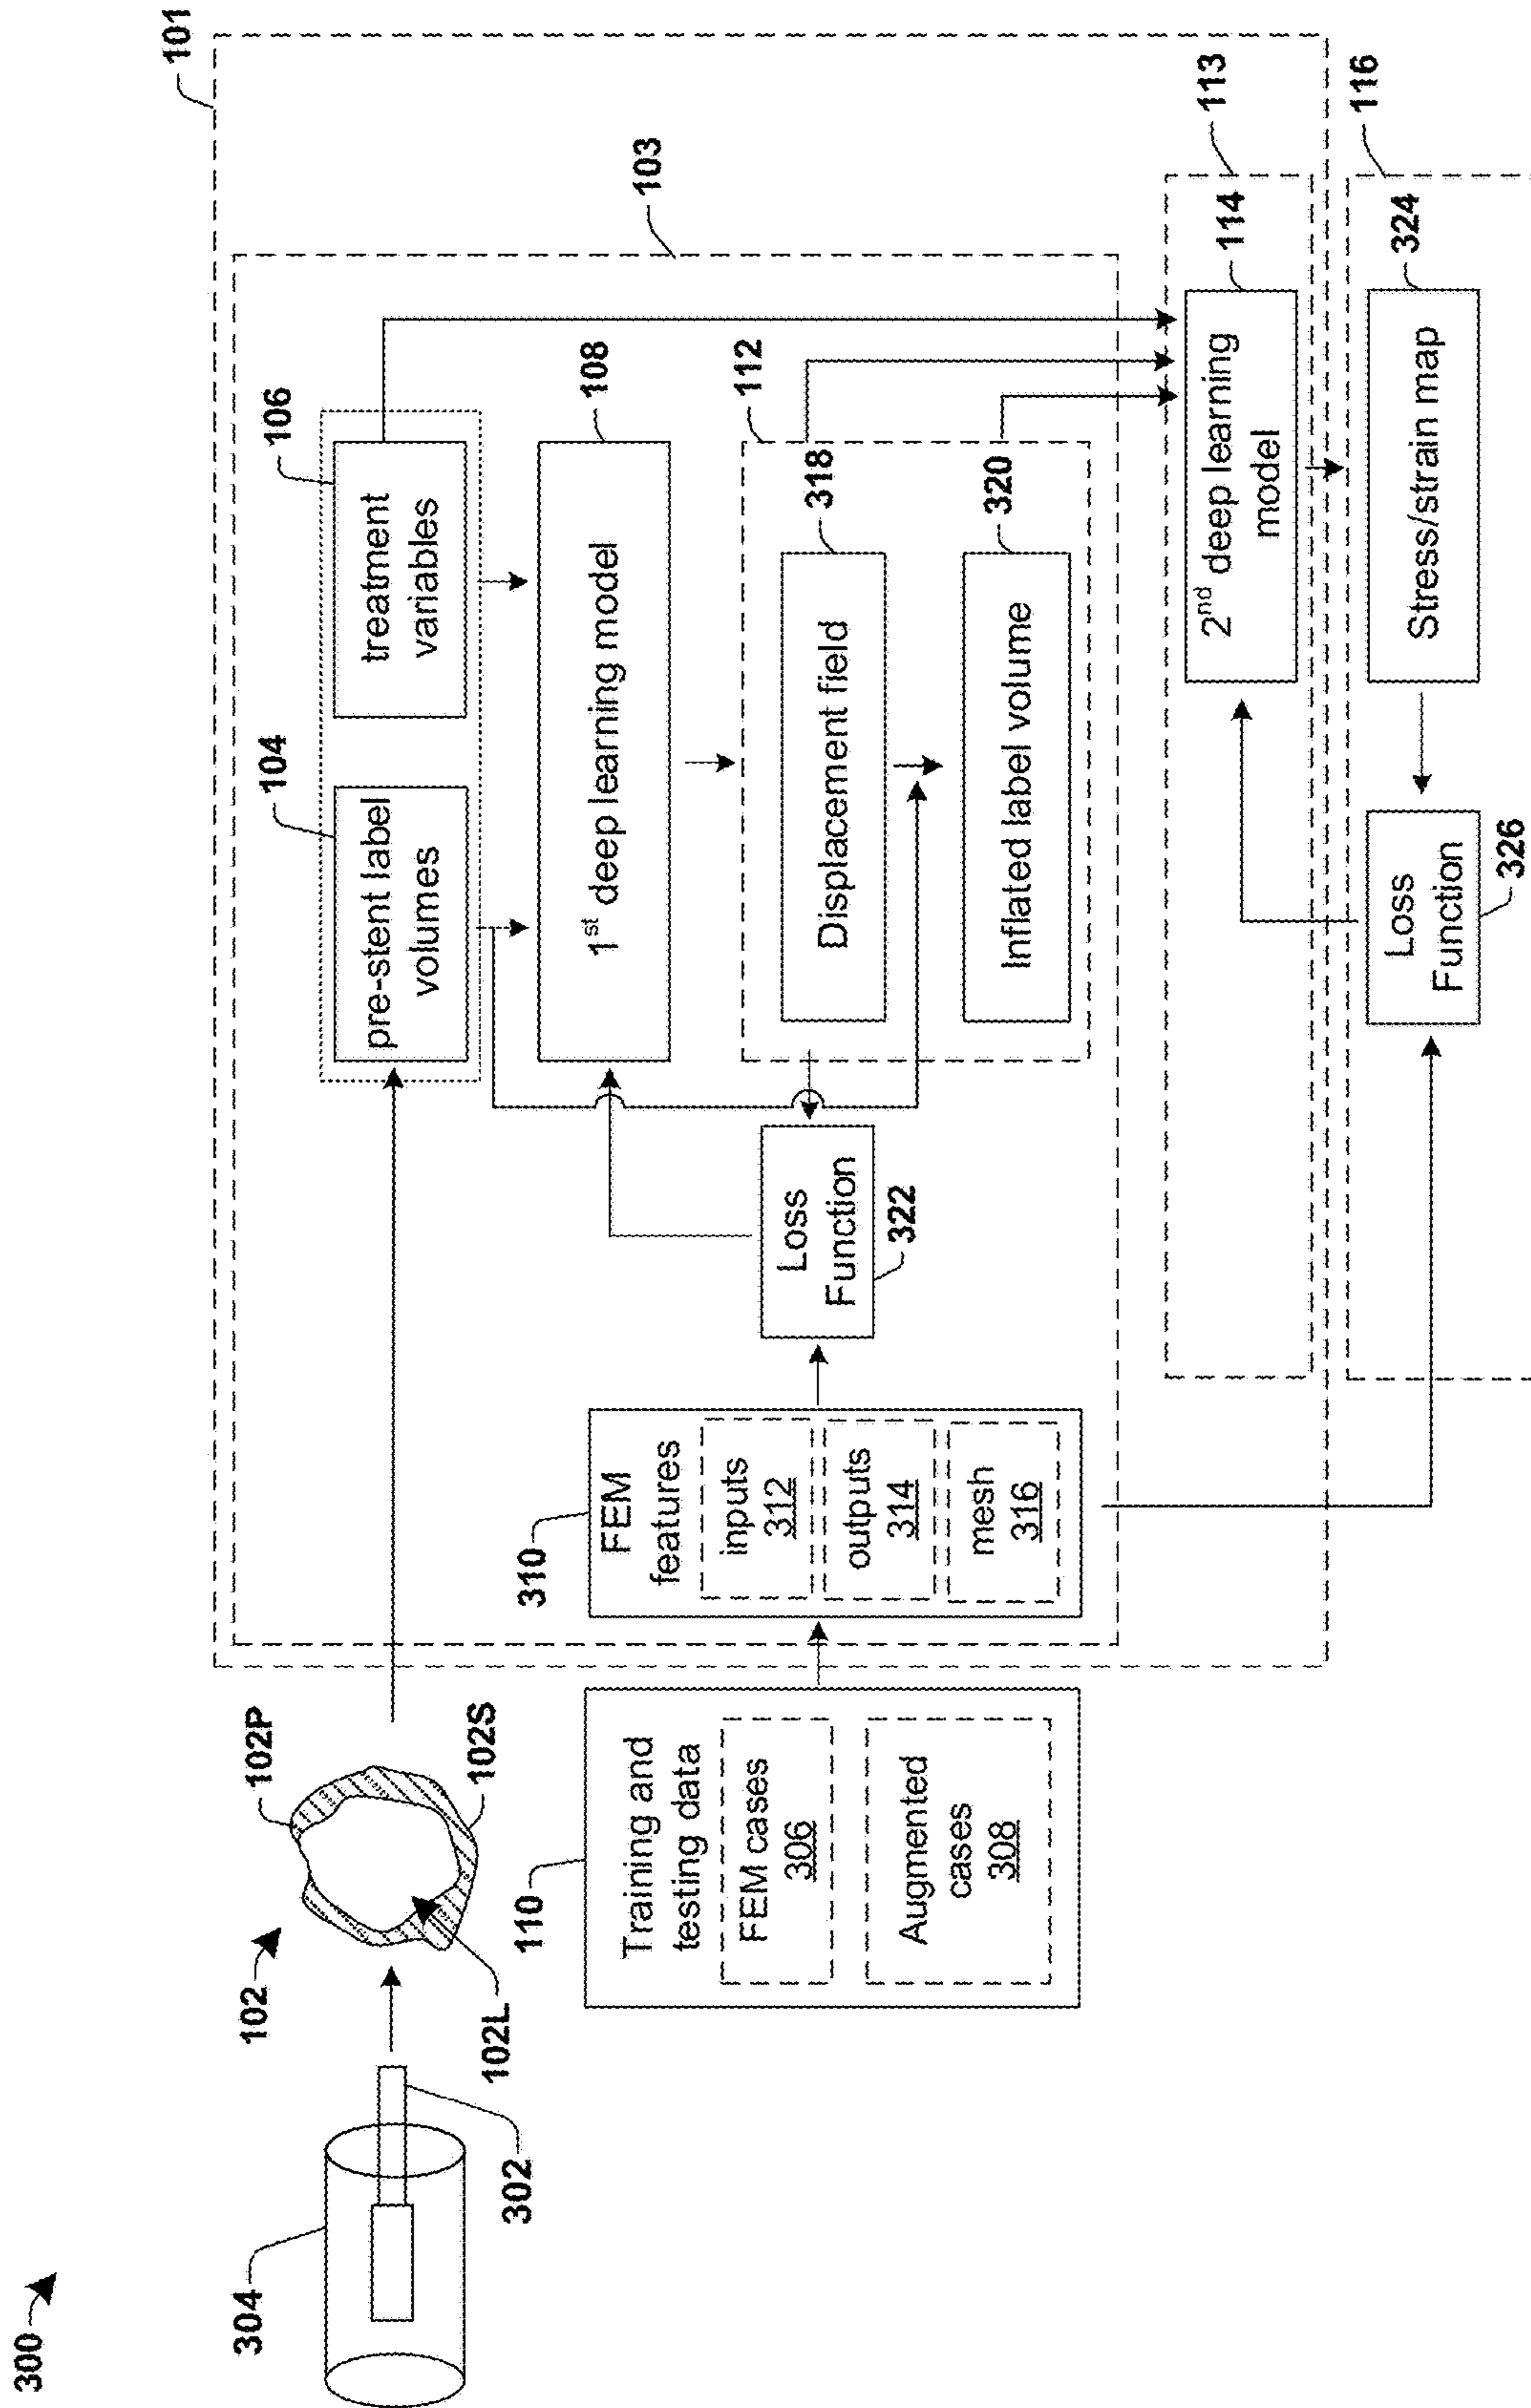 300
304
302
102
102P
102S
102L
101
103
104
pre-stent label
volumes
106
treatment
variables
108
1st deep learning model
110
Training and
testing data
FEM cases
306
Augmented
cases
308
310
FEM
features
inputs
312
outputs
314
mesh
316
Loss
Function
322
112
Displacement field
318
Inflated label volume
320
113
114
2nd deep learning
model
116
Stress/strain map
324
Loss
Function
326